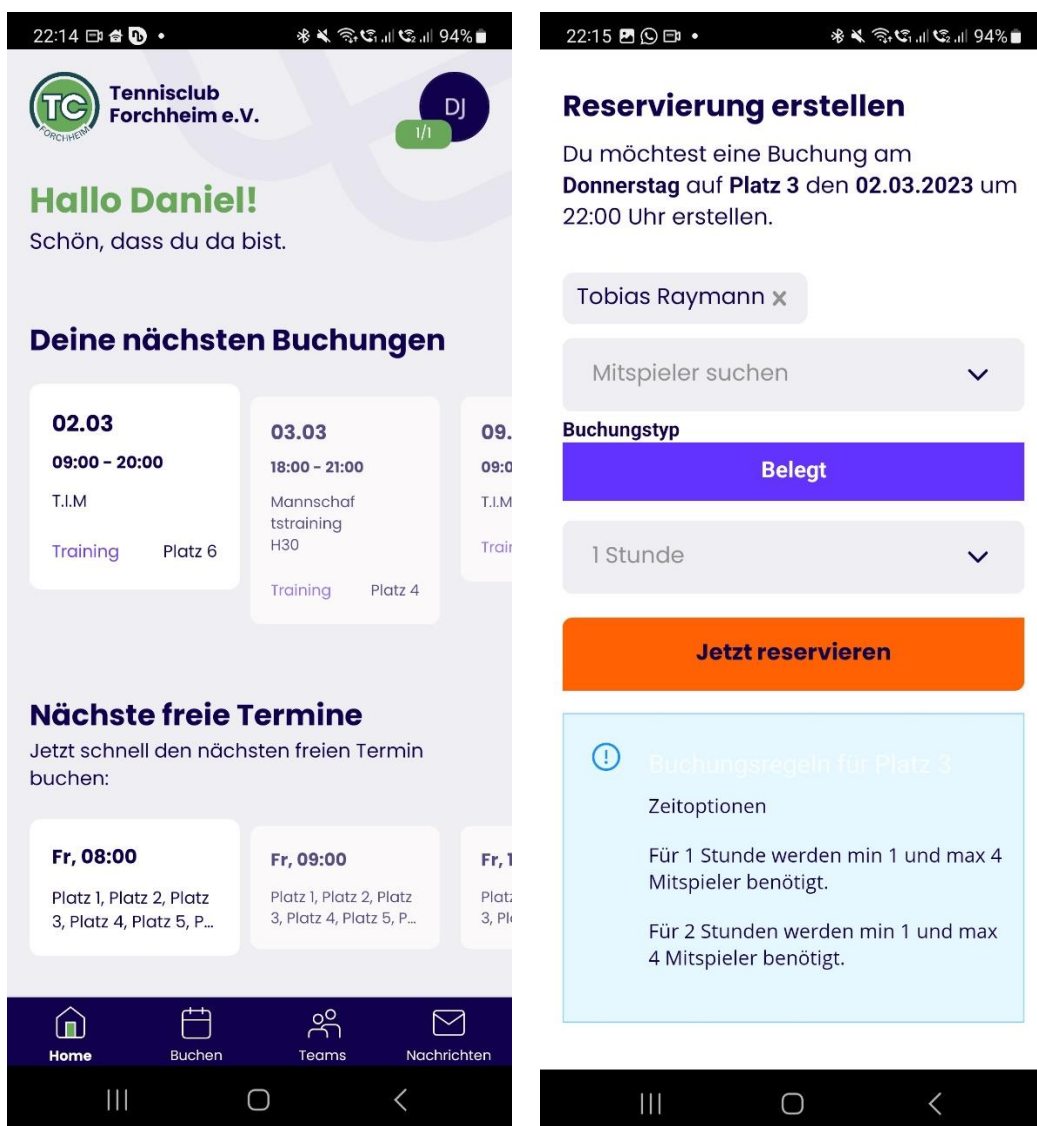 22:14
94%
TC
FORCHHEIM
Tennisclub
Forchheim e.V.
DJ
1/1
Hallo Daniel!
Schön, dass du da bist.
Deine nächsten Buchungen
02.03
09:00 - 20:00
T.I.M
Training Platz 6
03.03
18:00 - 21:00
Mannschaf
tstraining
H30
Training Platz 4
09.
09:0
T.I.M
Train
Nächste freie Termine
Jetzt schnell den nächsten freien Termin
buchen:
Fr, 08:00
Platz 1, Platz 2, Platz
3, Platz 4, Platz 5, P...
Fr, 09:00
Platz 1, Platz 2, Platz
3, Platz 4, Platz 5, P...
Fr, 1
Platz
3, Pl
Home Buchen Teams Nachrichten
22:15
94%
Reservierung erstellen
Du möchtest eine Buchung am
Donnerstag auf Platz 3 den 02.03.2023 um
22:00 Uhr erstellen.
Tobias Raymann ×
Mitspieler suchen
Buchungstyp
Belegt
1 Stunde
Jetzt reservieren
Buchungsregeln für Platz 3
Zeitoptionen
Für 1 Stunde werden min 1 und max 4
Mitspieler benötigt.
Für 2 Stunden werden min 1 und max
4 Mitspieler benötigt.